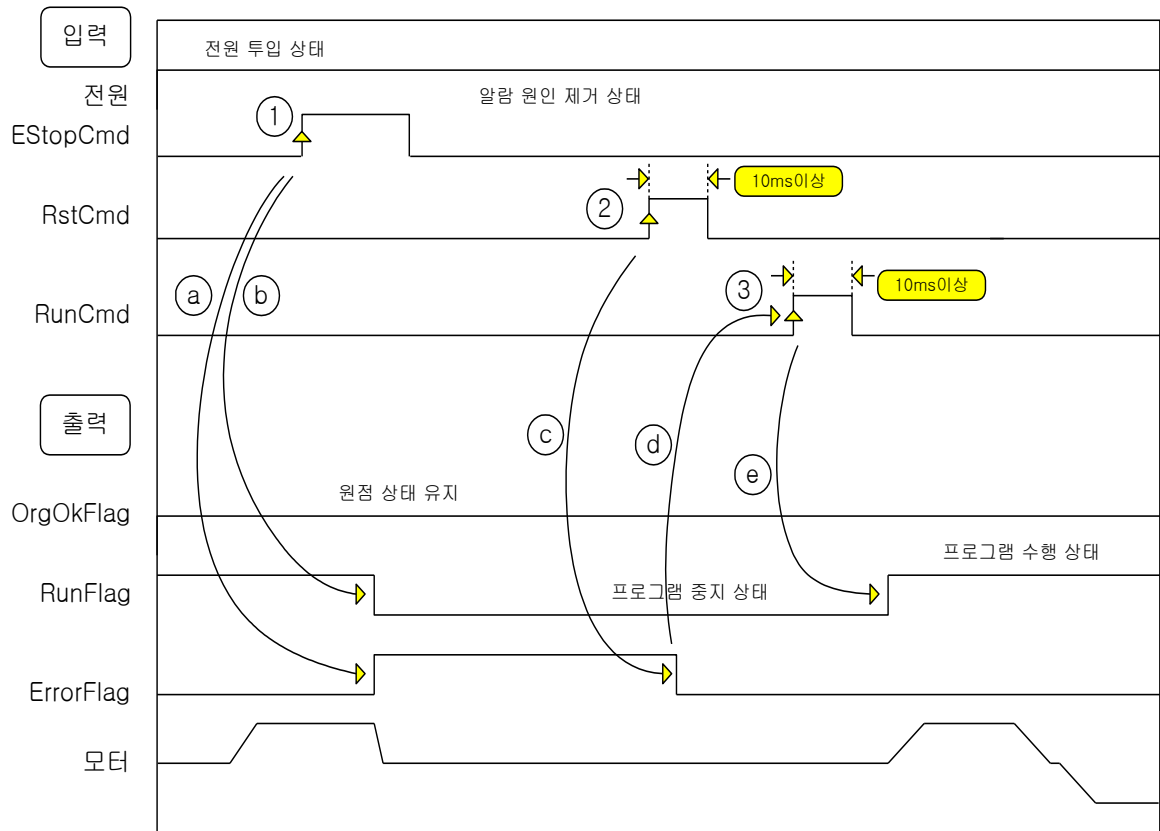 입력
전원 투입 상태
전원
알람 원인 제거 상태
1
EStopCmd
10ms이상
2
RstCmd
10ms이상
3
a
b
RunCmd
출력
c
d
e
원점 상태 유지
OrgOkFlag
프로그램 수행 상태
RunFlag
프로그램 중지 상태
ErrorFlag
모터